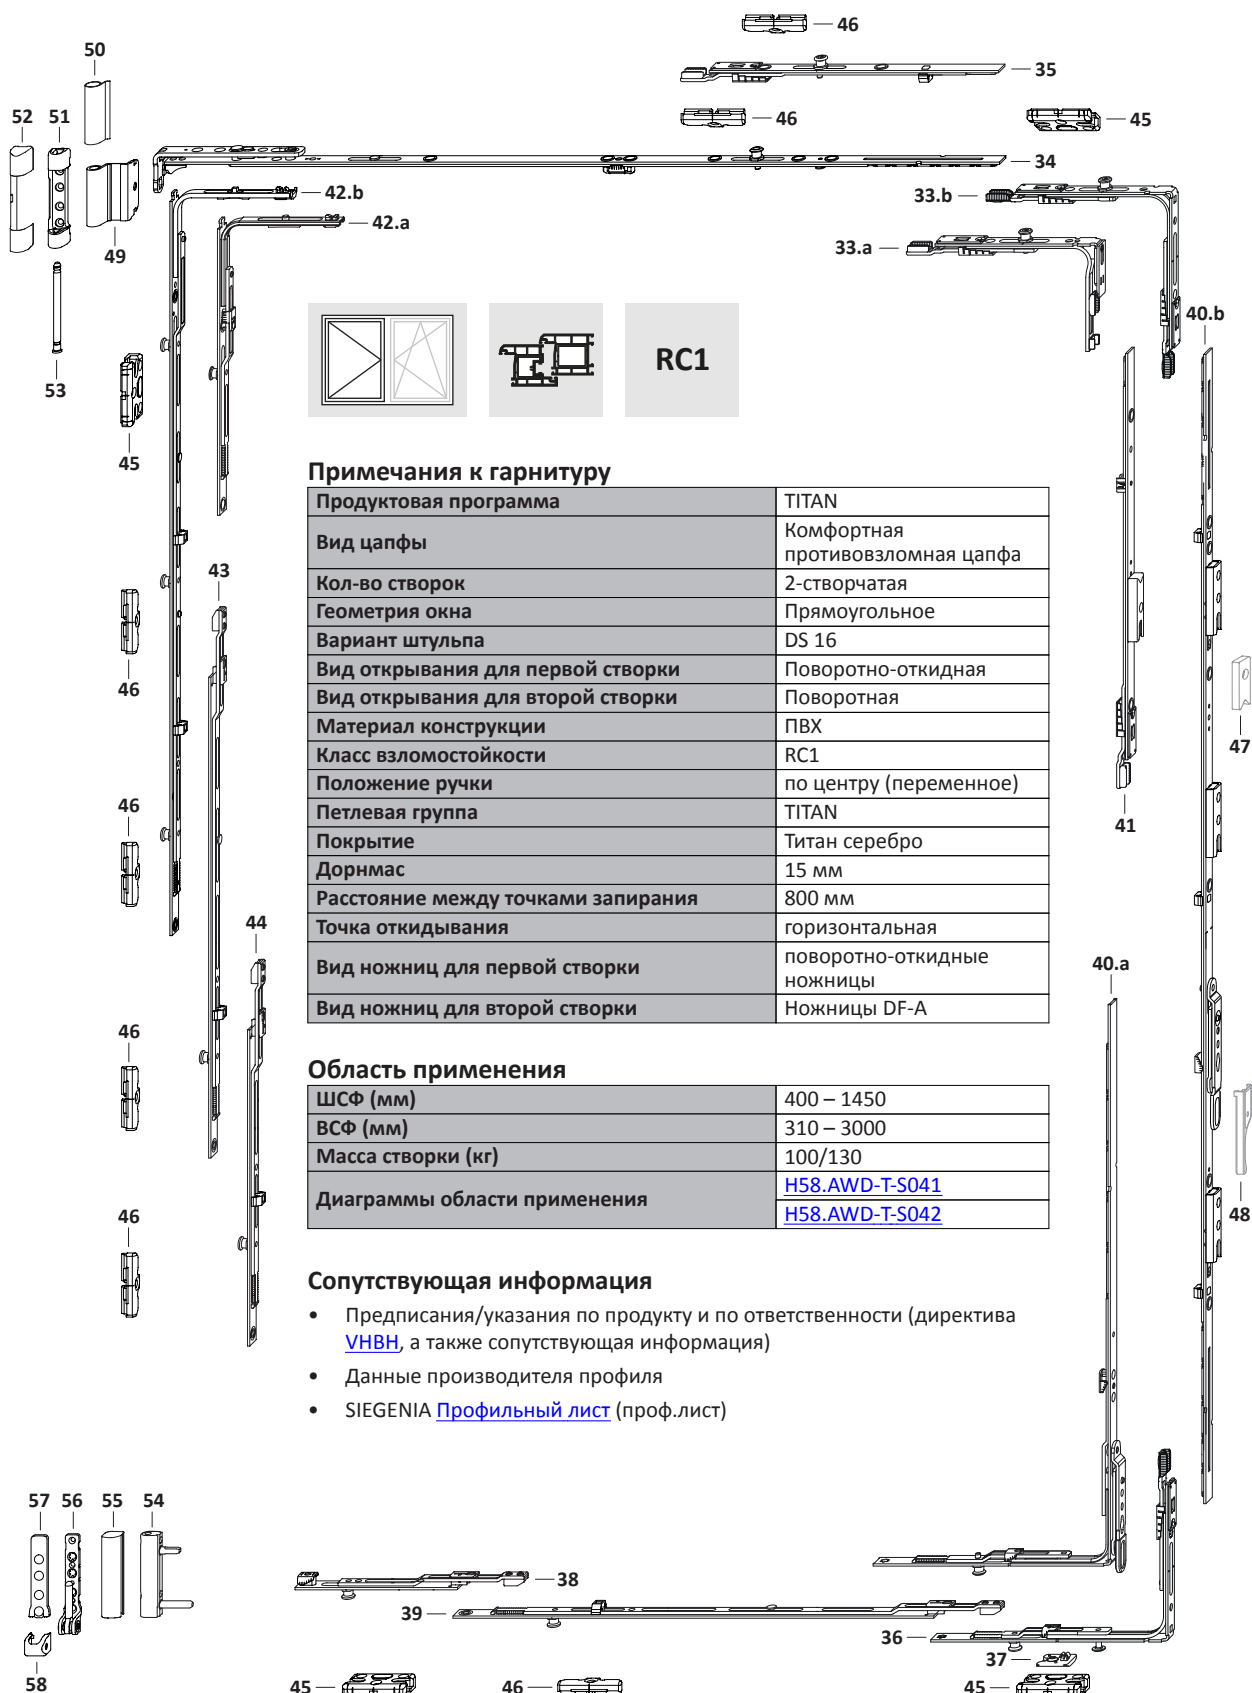 46
50
35
52 51
46
45
34
42.b
33.b
42.a
49
33.a
40.b
RC1
53
45
Примечания к гарнитуру
Продуктовая программа TITAN
Вид цапфы Комфортная
противовзломная цапфа
Кол-во створок 2-створчатая
Геометрия окна Прямоугольное
Вариант штульпа DS 16
Вид открывания для первой створки Поворотно-откидная
Вид открывания для второй створки Поворотная
Материал конструкции ПВХ
Класс взломостойкости RC1
Положение ручки по центру (переменное)
Петлевая группа TITAN
Покрытие Титан серебро
Дорнмас 15 мм
Расстояние между точками запирания 800 мм
Точка откидывания горизонтальная
Вид ножниц для первой створки поворотно-откидные
ножницы
Вид ножниц для второй створки Ножницы DF-A
43
46
47
46
41
44
40.a
46
Область применения
ШСФ (мм) 400 – 1450
ВСФ (мм) 310 – 3000
Масса створки (кг) 100/130
Диаграммы области применения H58.AWD-T-S041
H58.AWD-T-S042
46
48
Сопутствующая информация
• Предписания/указания по продукту и по ответственности (директива
VHBH, а также сопутствующая информация)
• Данные производителя профиля
• SIEGENIA Профильный лист (проф.лист)
57 56 55 54
38
39
36
37
58
45
46
45